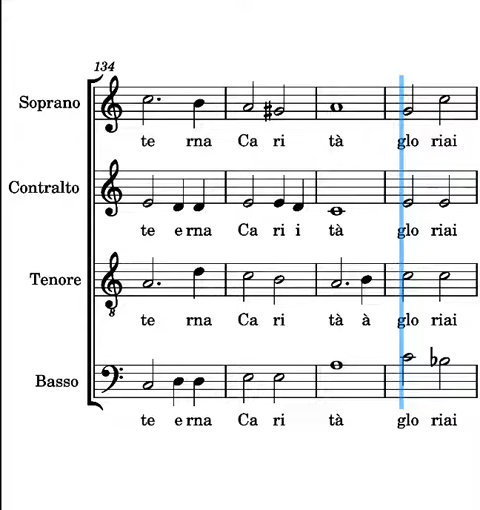 134
Soprano
te rna Ca ri tà glo riai
Contralto
te e rna Ca ri i tà glo riai
Tenore
8
te rna Ca ri tà à glo riai
Basso
te e rna Ca ri tà glo riai